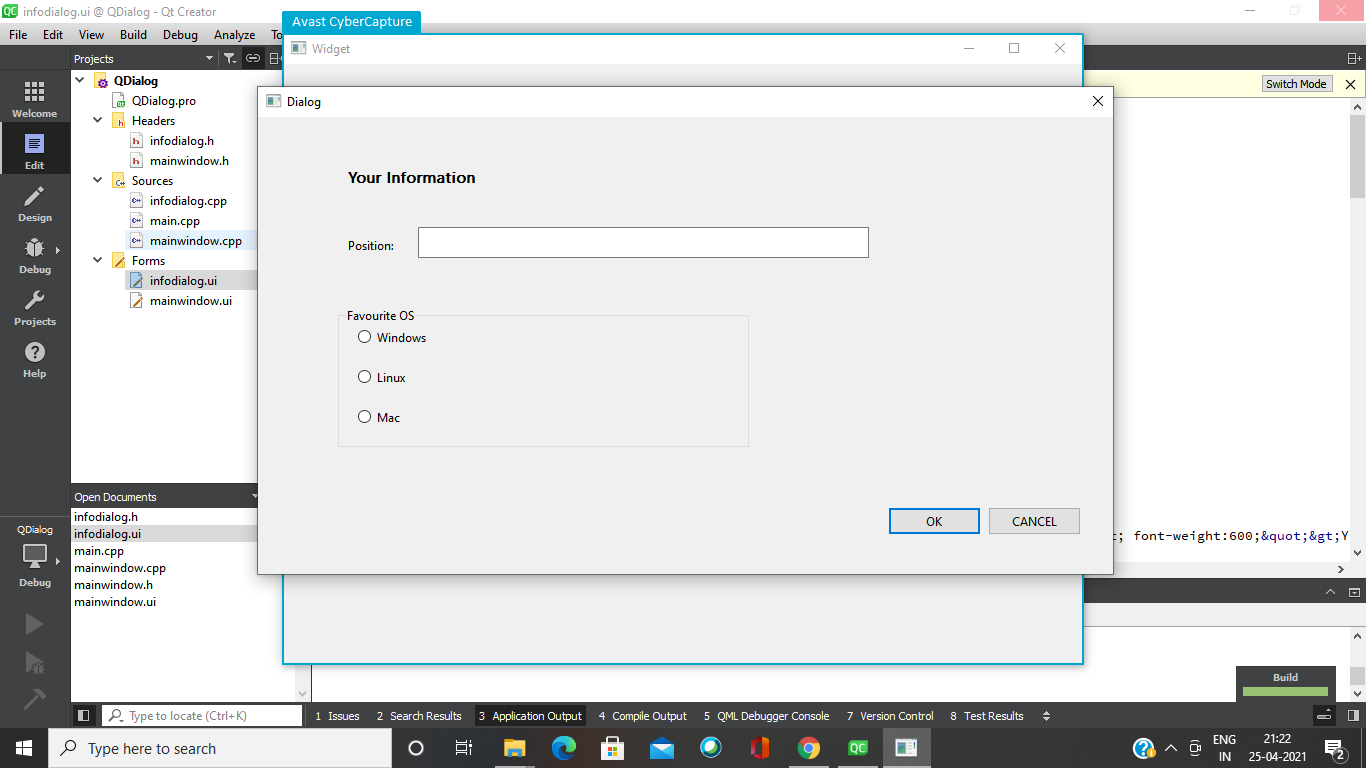 infodialog.ui @ QDialog - Qt Creator
Avast CyberCapture
File Edit View Build Debug Analyze To
Widget
Projects
Switch Mode
Welcome
Edit
Design
Debug
Projects
Help
QDialog
QDialog.pro
Headers
infodialog.h
mainwindow.h
Sources
infodialog.cpp
main.cpp
mainwindow.cpp
Forms
infodialog.ui
mainwindow.ui
Dialog
Your Information
Position:
Favourite OS
Windows
Linux
Mac
OK CANCEL
; font-weight:600;&quot;&gt;Y
Open Documents
infodialog.h
infodialog.ui
main.cpp
mainwindow.cpp
mainwindow.h
mainwindow.ui
QDialog
Debug
Build
Type to locate (Ctrl+K)
1 Issues 2 Search Results 3 Application Output 4 Compile Output 5 QML Debugger Console 7 Version Control 8 Test Results
Type here to search
QC
ENG
IN
21:22
25-04-2021
2